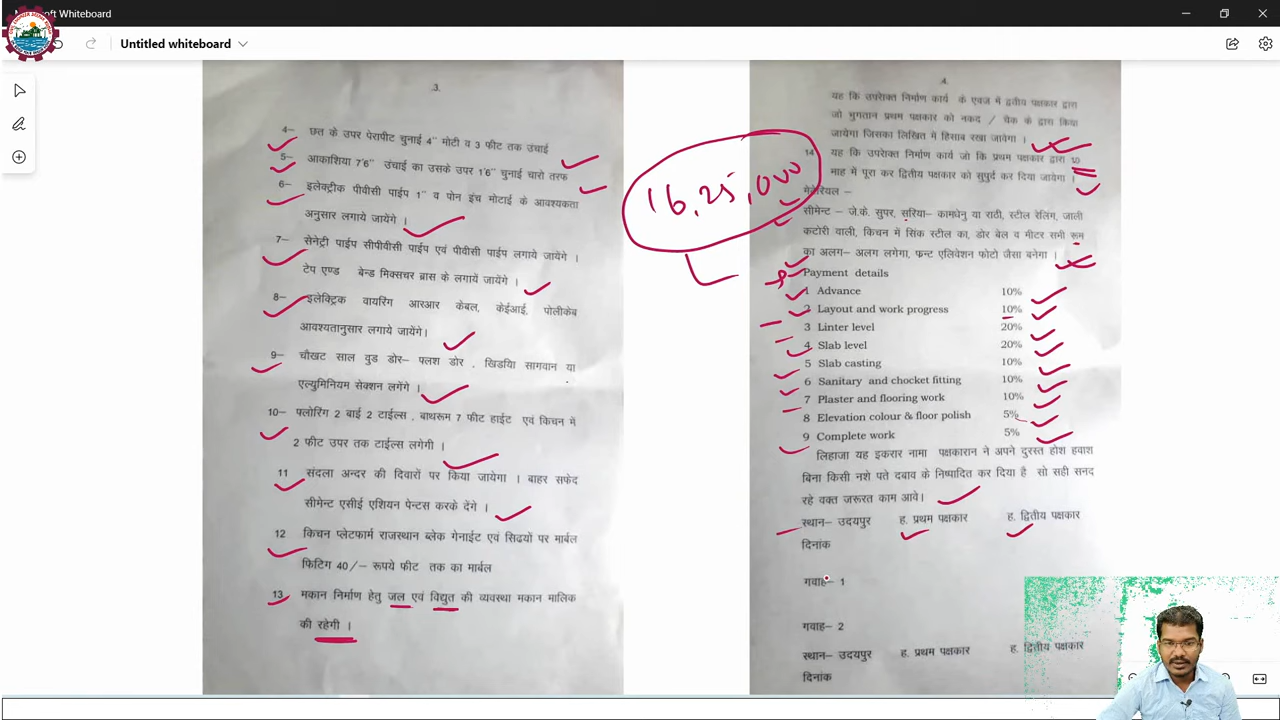 Whiteboard
Untitled whiteboard
3.
4– छत के उपर पेरापीट चुनाई 4" मोटी व 3 फीट तक उंचाई
5– आकाशिया 7'6" उंचाई का उसके उपर 1'6" चुनाई चारो तरफ
6– इलेक्ट्रीक पीवीसी पाईप 1" व पोन इंच मोटाई के आवश्यकता
अनुसार लगाये जायेंगे ।
7– सेनेट्री पाईप सीपीवीसी पाईप एवं पीवीसी पाईप लगाये जायेंगे ।
टेप एण्ड बेन्ड मिक्सचर ब्रास के लगायें जायेंगे ।
8– इलेक्ट्रिक वायरिंग आरआर केबल, केईआई, पोलीकेब
आवश्यतानुसार लगाये जायेंगे।
9– चौखट साल वुड डोर– फ्लश डोर , खिडयिा सागवान या
एल्युमिनियम सेक्शन लगेंगे ।
10– फ्लोरिंग 2 बाई 2 टाईल्स , बाथरूम 7 फीट हाईट एवं किचन में
2 फीट उपर तक टाईल्स लगेगी ।
11 संदला अन्दर की दिवारों पर किया जायेगा । बाहर सफेद
सीमेन्ट एसीई एशियन पेन्टस करके देंगे ।
12 किचन प्लेटफार्म राजस्थान ब्लेक गेनाईट एवं सिढयों पर मार्बल
फिटिग 40/– रूपये फीट तक का मार्बल
13 मकान निर्माण हेतु जल एवं विद्युत की व्यवस्था मकान मालिक
की रहेगी ।
16,25,000
4.
यह कि उपरोक्त निर्माण कार्य के एवज में द्वतीय पक्षकार द्वारा
जो भुगतान प्रथम पक्षकार को नकद / चेक के द्वारा किया
जायेगा जिसका लिखित में हिसाब रखा जावेगा ।
14 यह कि उपरोक्त निर्माण कार्य जो कि प्रथम पक्षकार द्वारा 10
माह में पूरा कर द्वितीय पक्षकार को सुपुर्द कर दिया जायेगा ।
मेटेरियल –
सीमेन्ट – जे.के. सुपर, सरिया– कामधेनु या राठी, स्टील रेलिंग, जाली
कटोरी वाली, किचन में सिंक स्टील का, डोर बेल व मीटर सभी रूम
का अलग– अलग लगेगा, फन्ट एलिवेशन फोटो जैसा बनेगा ।
Payment details
1 Advance 10%
2 Layout and work progress 10%
3 Linter level 20%
4 Slab level 20%
5 Slab casting 10%
6 Sanitary and chocket fitting 10%
7 Plaster and flooring work 10%
8 Elevation colour & floor polish 5%
9 Complete work 5%
लिहाजा यह इकरार नामा पक्षकारान ने अपने दुरस्त होश हवाश
बिना किसी नशे पते दबाव के निष्पादित कर दिया है सो सही सनद
रहे वक्त जरूरत काम आवे।
स्थान– उदयपुर ह. प्रथम पक्षकार ह. द्वितीय पक्षकार
दिनांक
गवाह– 1
गवाह– 2
स्थान– उदयपुर ह. प्रथम पक्षकार ह. द्वितीय पक्षकार
दिनांक